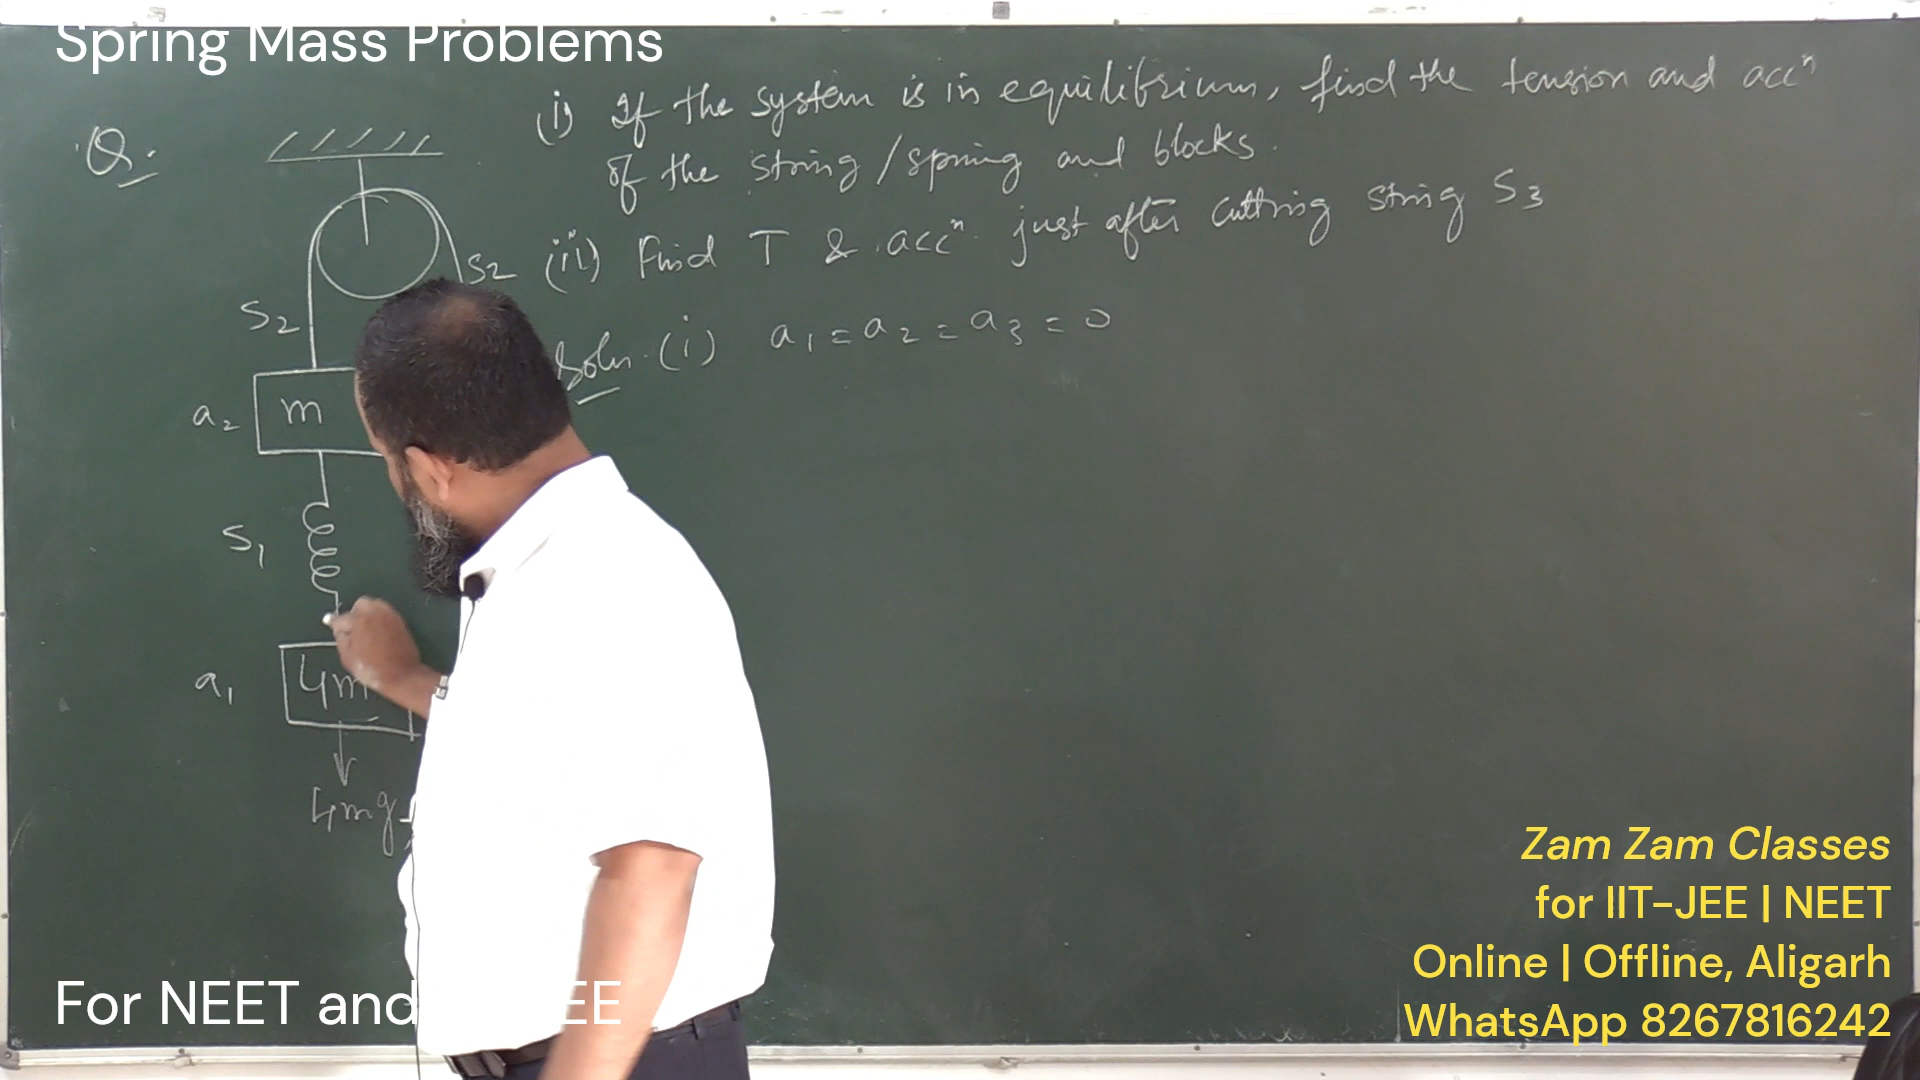 Spring Mass Problems
Q.
(i) If the system is in equilibrium, find the tension and accⁿ
of the string/spring and blocks.
(ii) Find T & accⁿ just after cutting string S3
S2
S2
Soln. (i) a1 = a2 = a3 = 0
a2
m
S1
a1
4m
4mg
Zam Zam Classes
for IIT-JEE | NEET
Online | Offline, Aligarh
WhatsApp 8267816242
For NEET and
EE